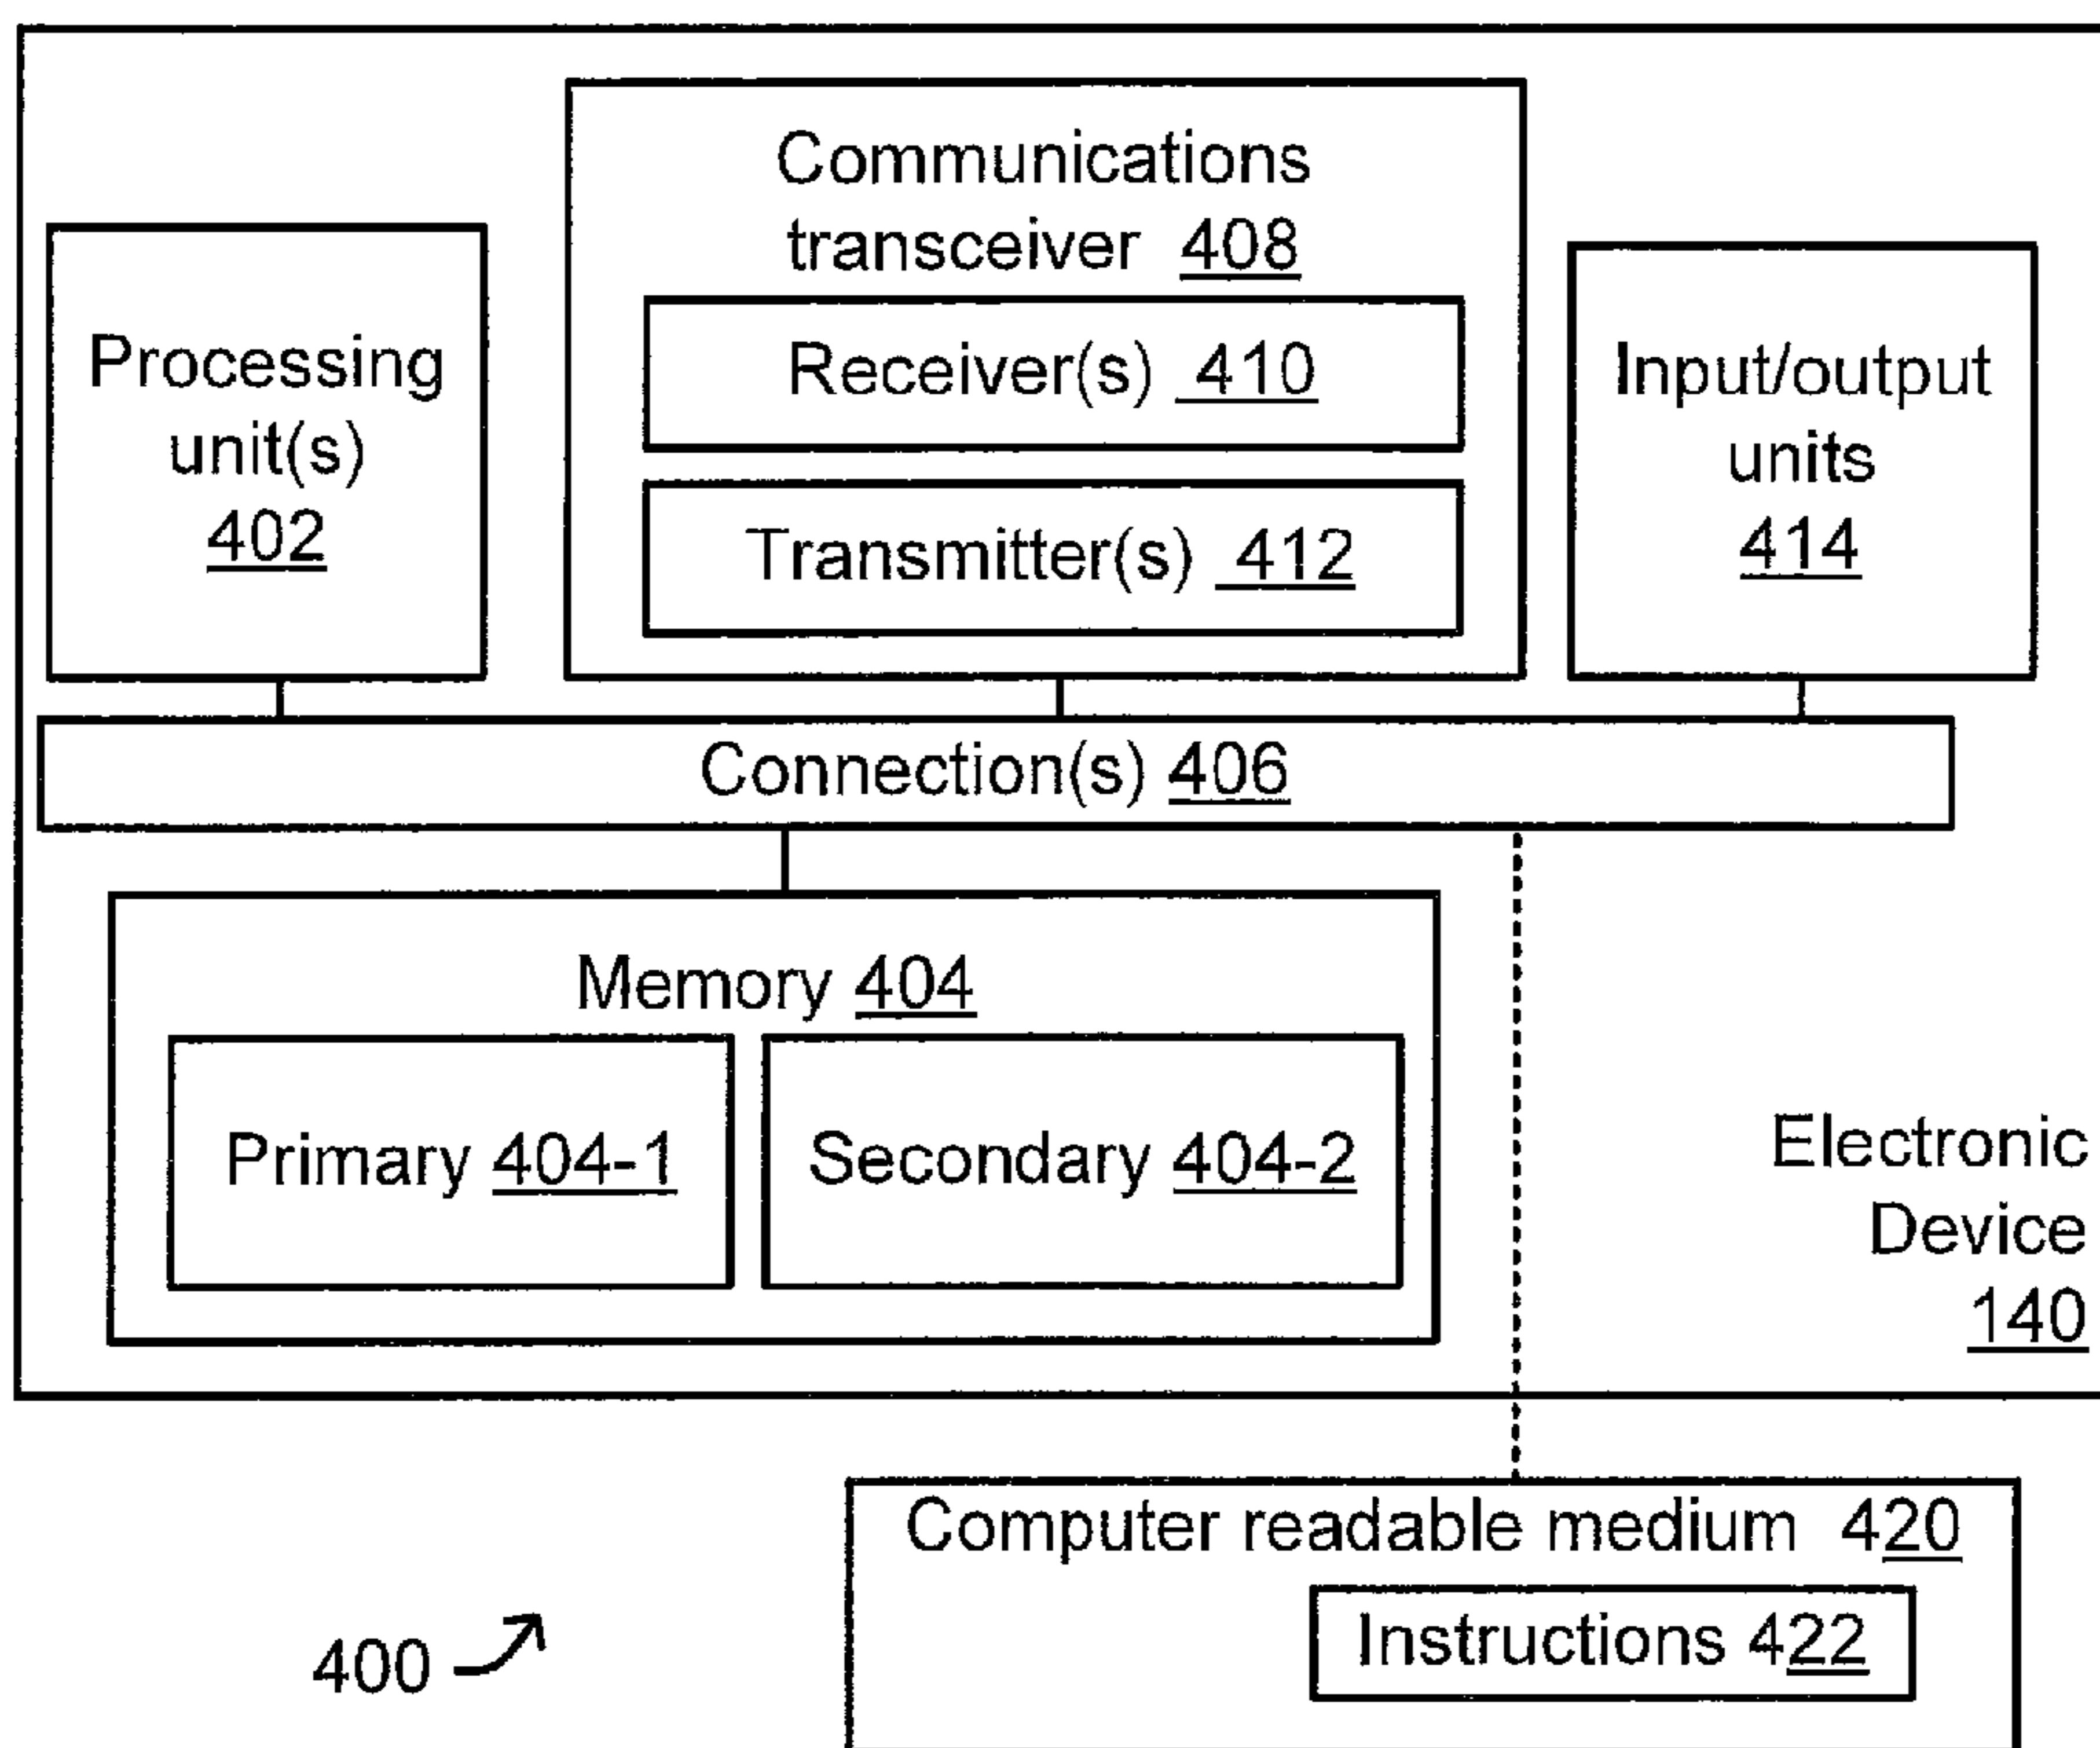 Communications
transceiver 408
Receiver(s) 410
Transmitter(s) 412
Processing
unit(s)
402
Input/output
units
414
Connection(s) 406
Memory 404
Primary 404-1
Secondary 404-2
Electronic
Device
140
Computer readable medium 420
Instructions 422
400